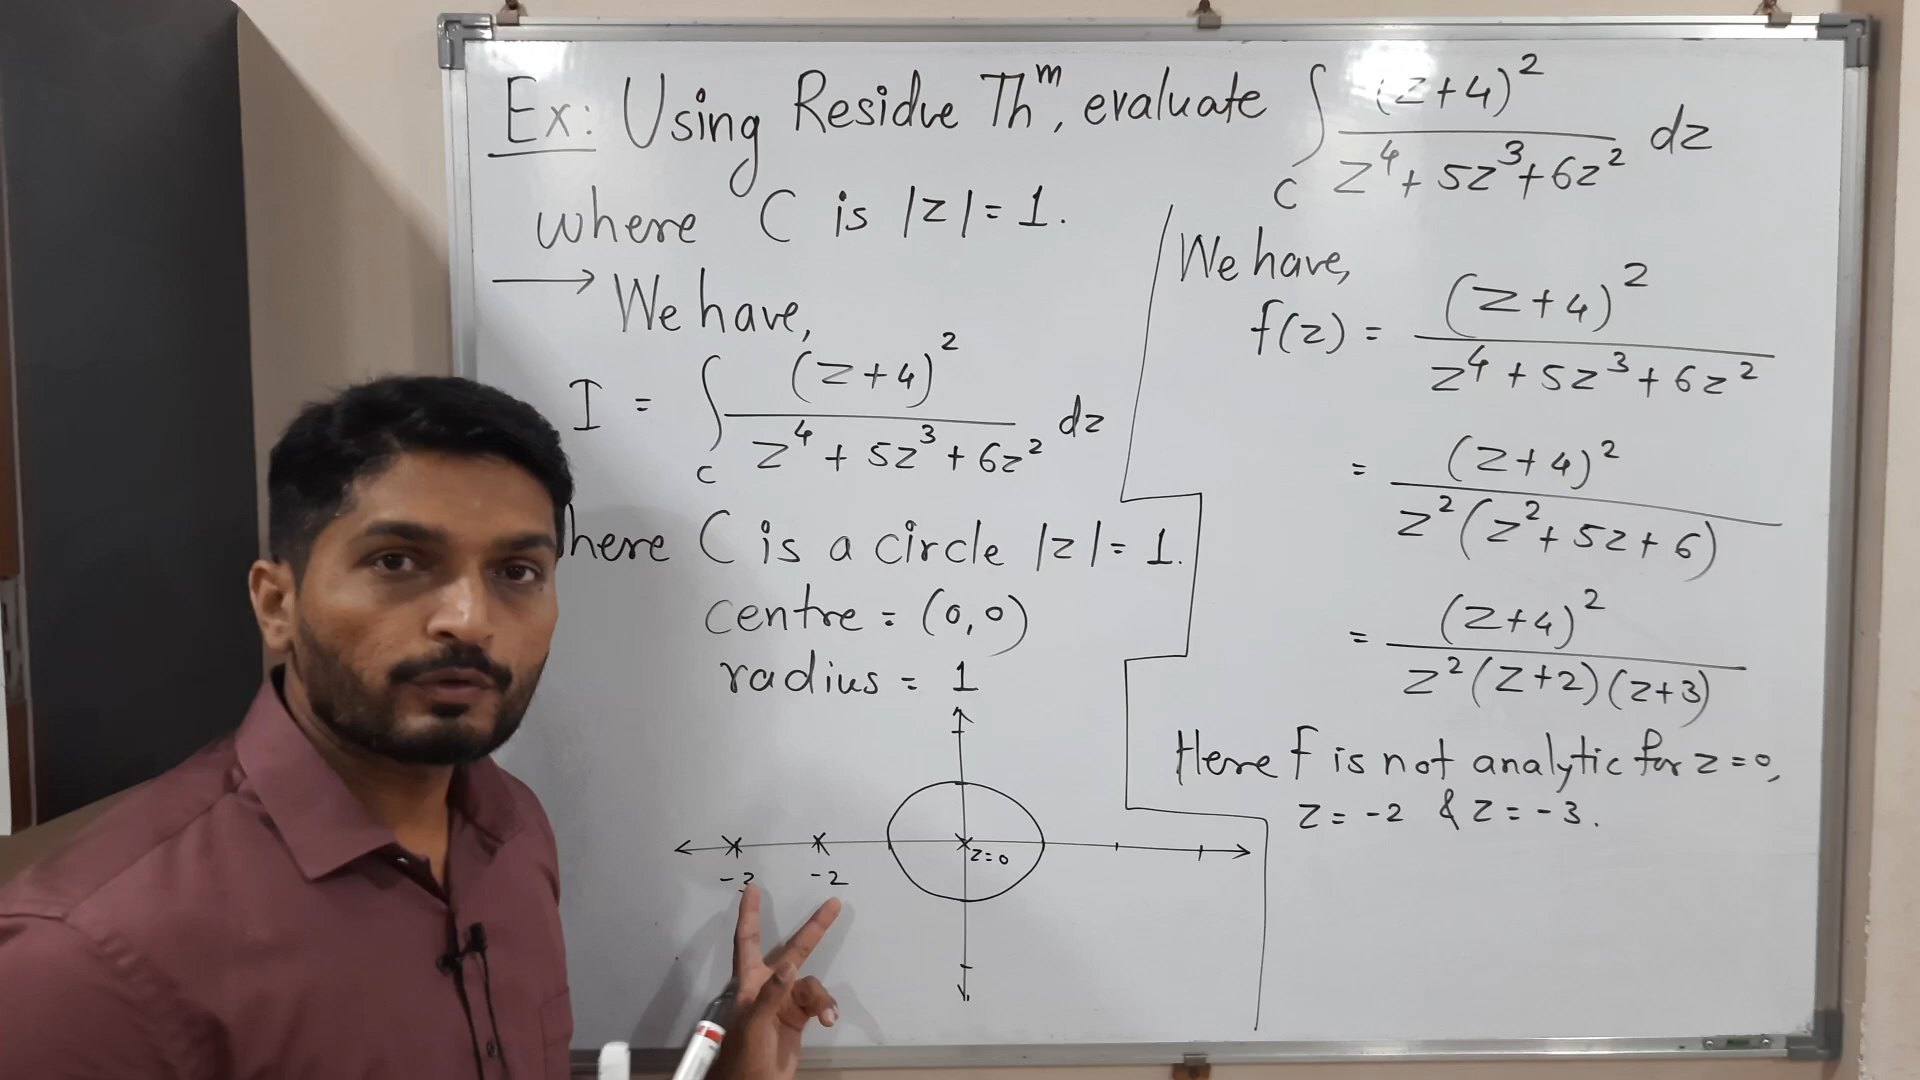 Ex: Using Residue Thᵐ, evaluate ∫_C (z+4)² / (z⁴ + 5z³ + 6z²) dz
where C is |z| = 1.
→ We have,
I = ∫_C (z+4)² / (z⁴ + 5z³ + 6z²) dz
here C is a circle |z| = 1.
centre = (0,0)
radius = 1
-3 -2 z=0
We have,
f(z) = (z+4)² / (z⁴ + 5z³ + 6z²)
= (z+4)² / (z²(z² + 5z + 6))
= (z+4)² / (z²(z+2)(z+3))
Here f is not analytic for z=0,
z = -2 & z = -3.